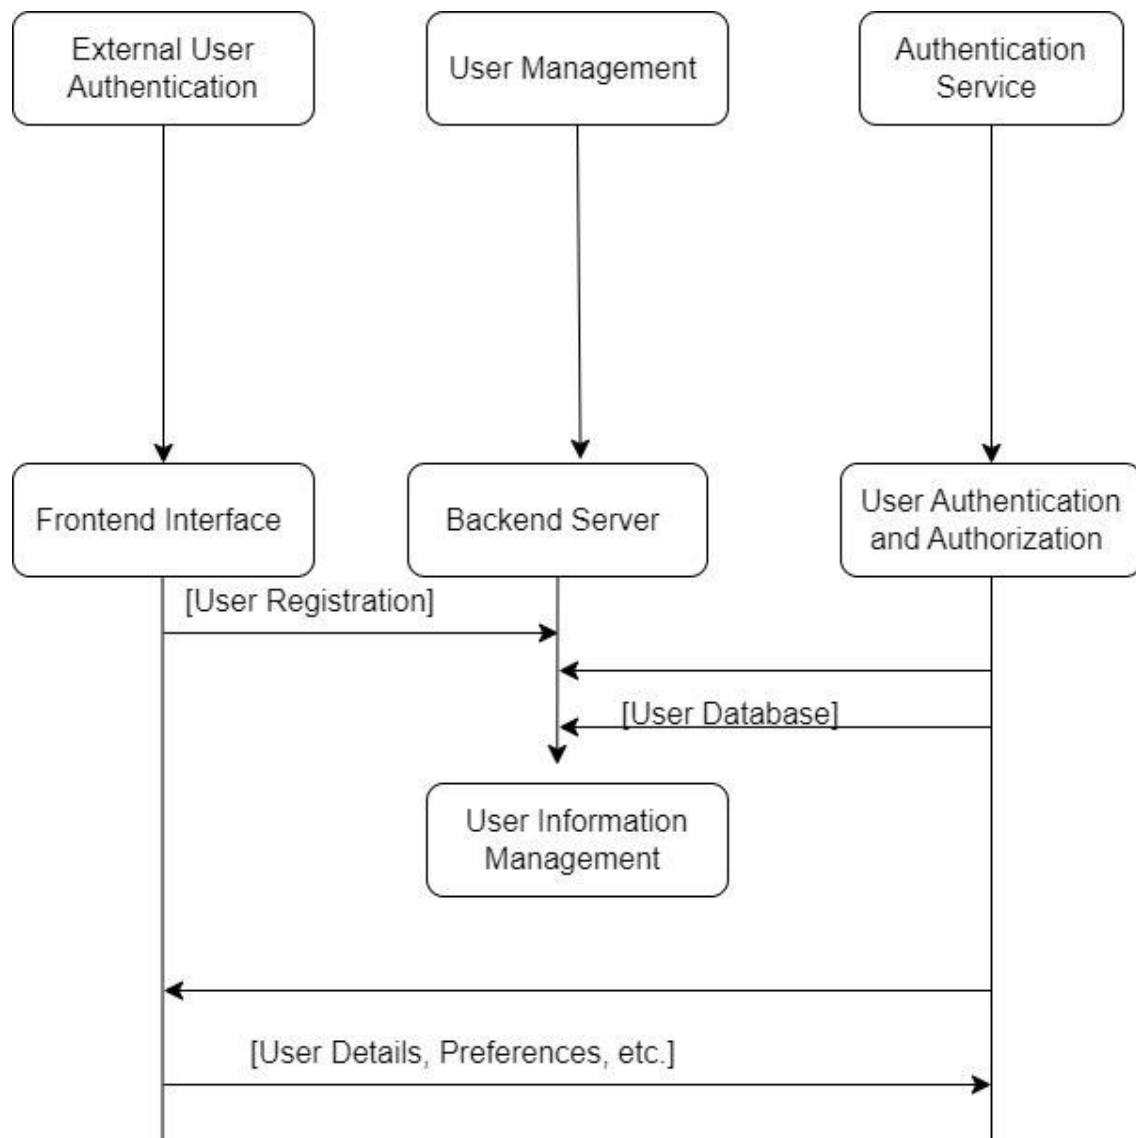 External User
Authentication
User Management
Authentication
Service
Frontend Interface
Backend Server
User Authentication
and Authorization
[User Registration]
[User Database]
User Information
Management
[User Details, Preferences, etc.]